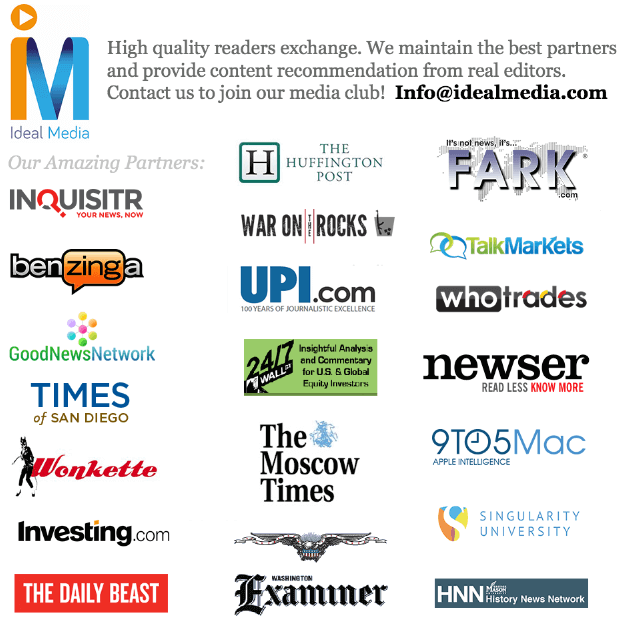 High quality readers exchange. We maintain the best partners
and provide content recommendation from real editors.
Contact us to join our media club! Info@idealmedia.com
Ideal Media
Our Amazing Partners:
INQUISITR
YOUR NEWS, NOW
benzinga
GoodNewsNetwork
TIMES
of SAN DIEGO
Wonkette
Investing.com
THE DAILY BEAST
H
THE
HUFFINGTON
POST
WAR ON THE ROCKS
UPI.com
100 YEARS OF JOURNALISTIC EXCELLENCE
24/7
WALL ST
Insightful Analysis
and Commentary
for U.S. & Global
Equity Investors
The
Moscow
Times
WASHINGTON
Examiner
It's not news, it's...
FARK®
.com
TalkMarkets
whotrades
newser
READ LESS KNOW MORE
9TO5Mac
APPLE INTELLIGENCE
SINGULARITY
UNIVERSITY
HNN
History News Network